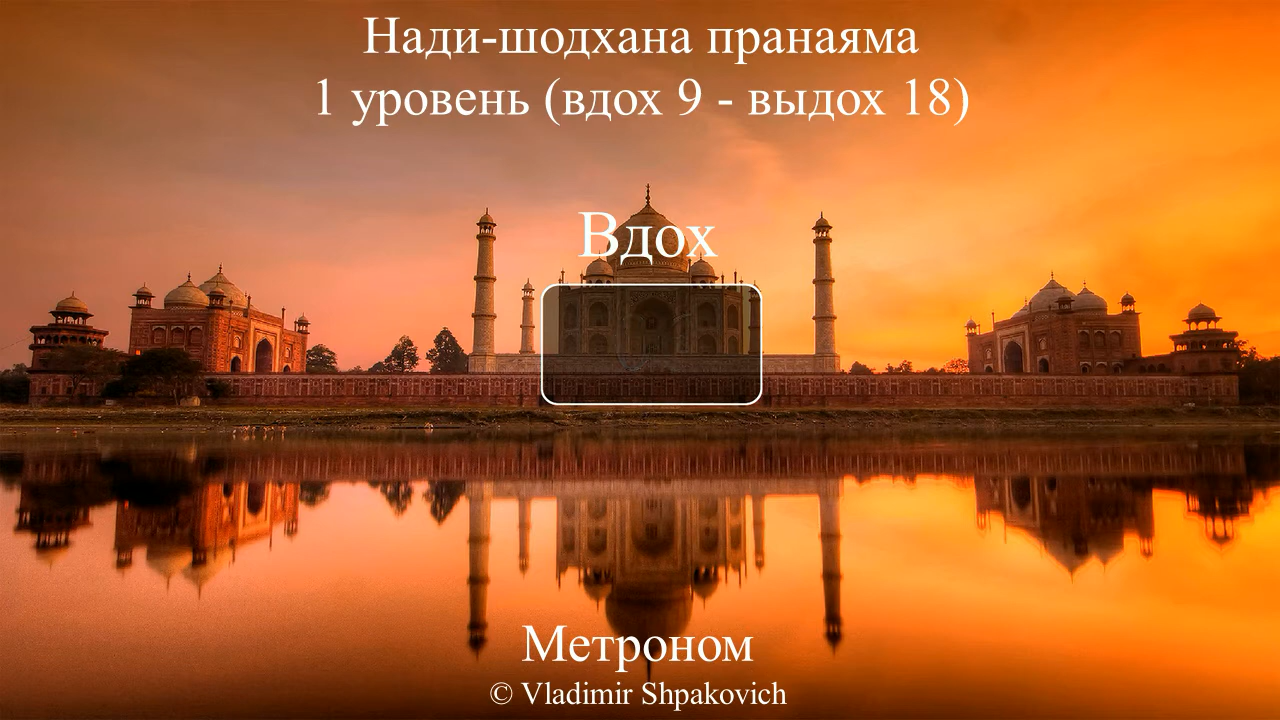 Нади-шодхана пранаяма
1 уровень (вдох 9 - выдох 18)
Вдох
Метроном
© Vladimir Shpakovich